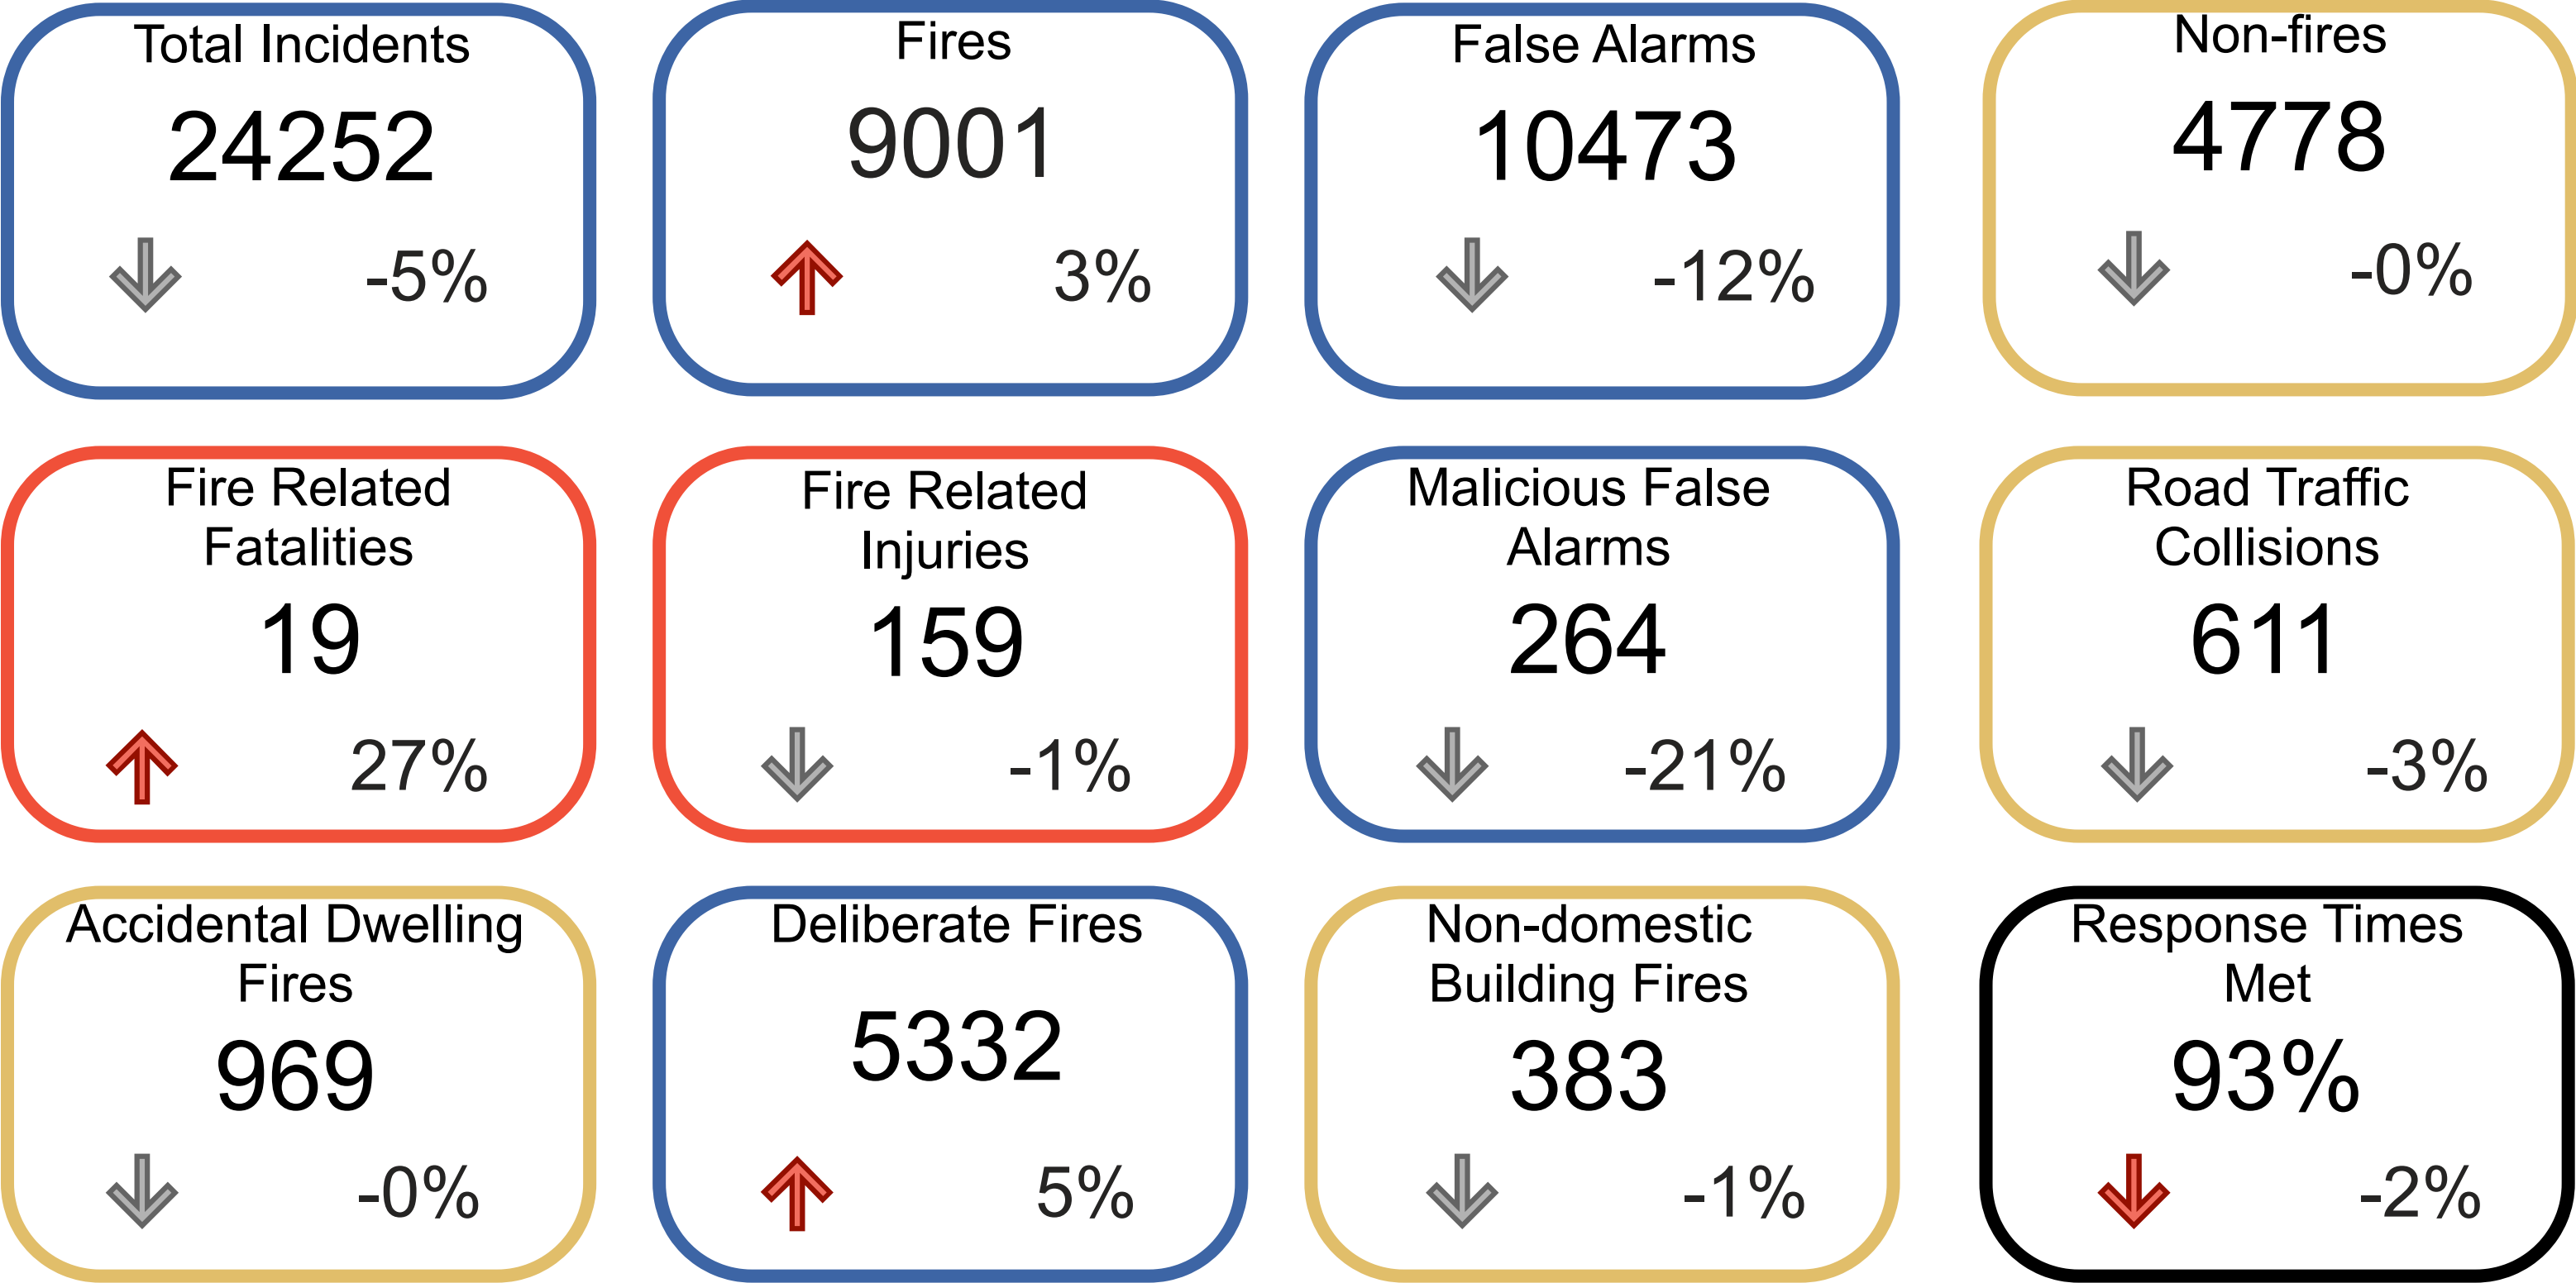 Total Incidents
24252
-5%
Fires
9001
3%
False Alarms
10473
-12%
Non-fires
4778
-0%
Fire Related
Fatalities
19
27%
Fire Related
Injuries
159
-1%
Malicious False
Alarms
264
-21%
Road Traffic
Collisions
611
-3%
Accidental Dwelling
Fires
969
-0%
Deliberate Fires
5332
5%
Non-domestic
Building Fires
383
-1%
Response Times
Met
93%
-2%